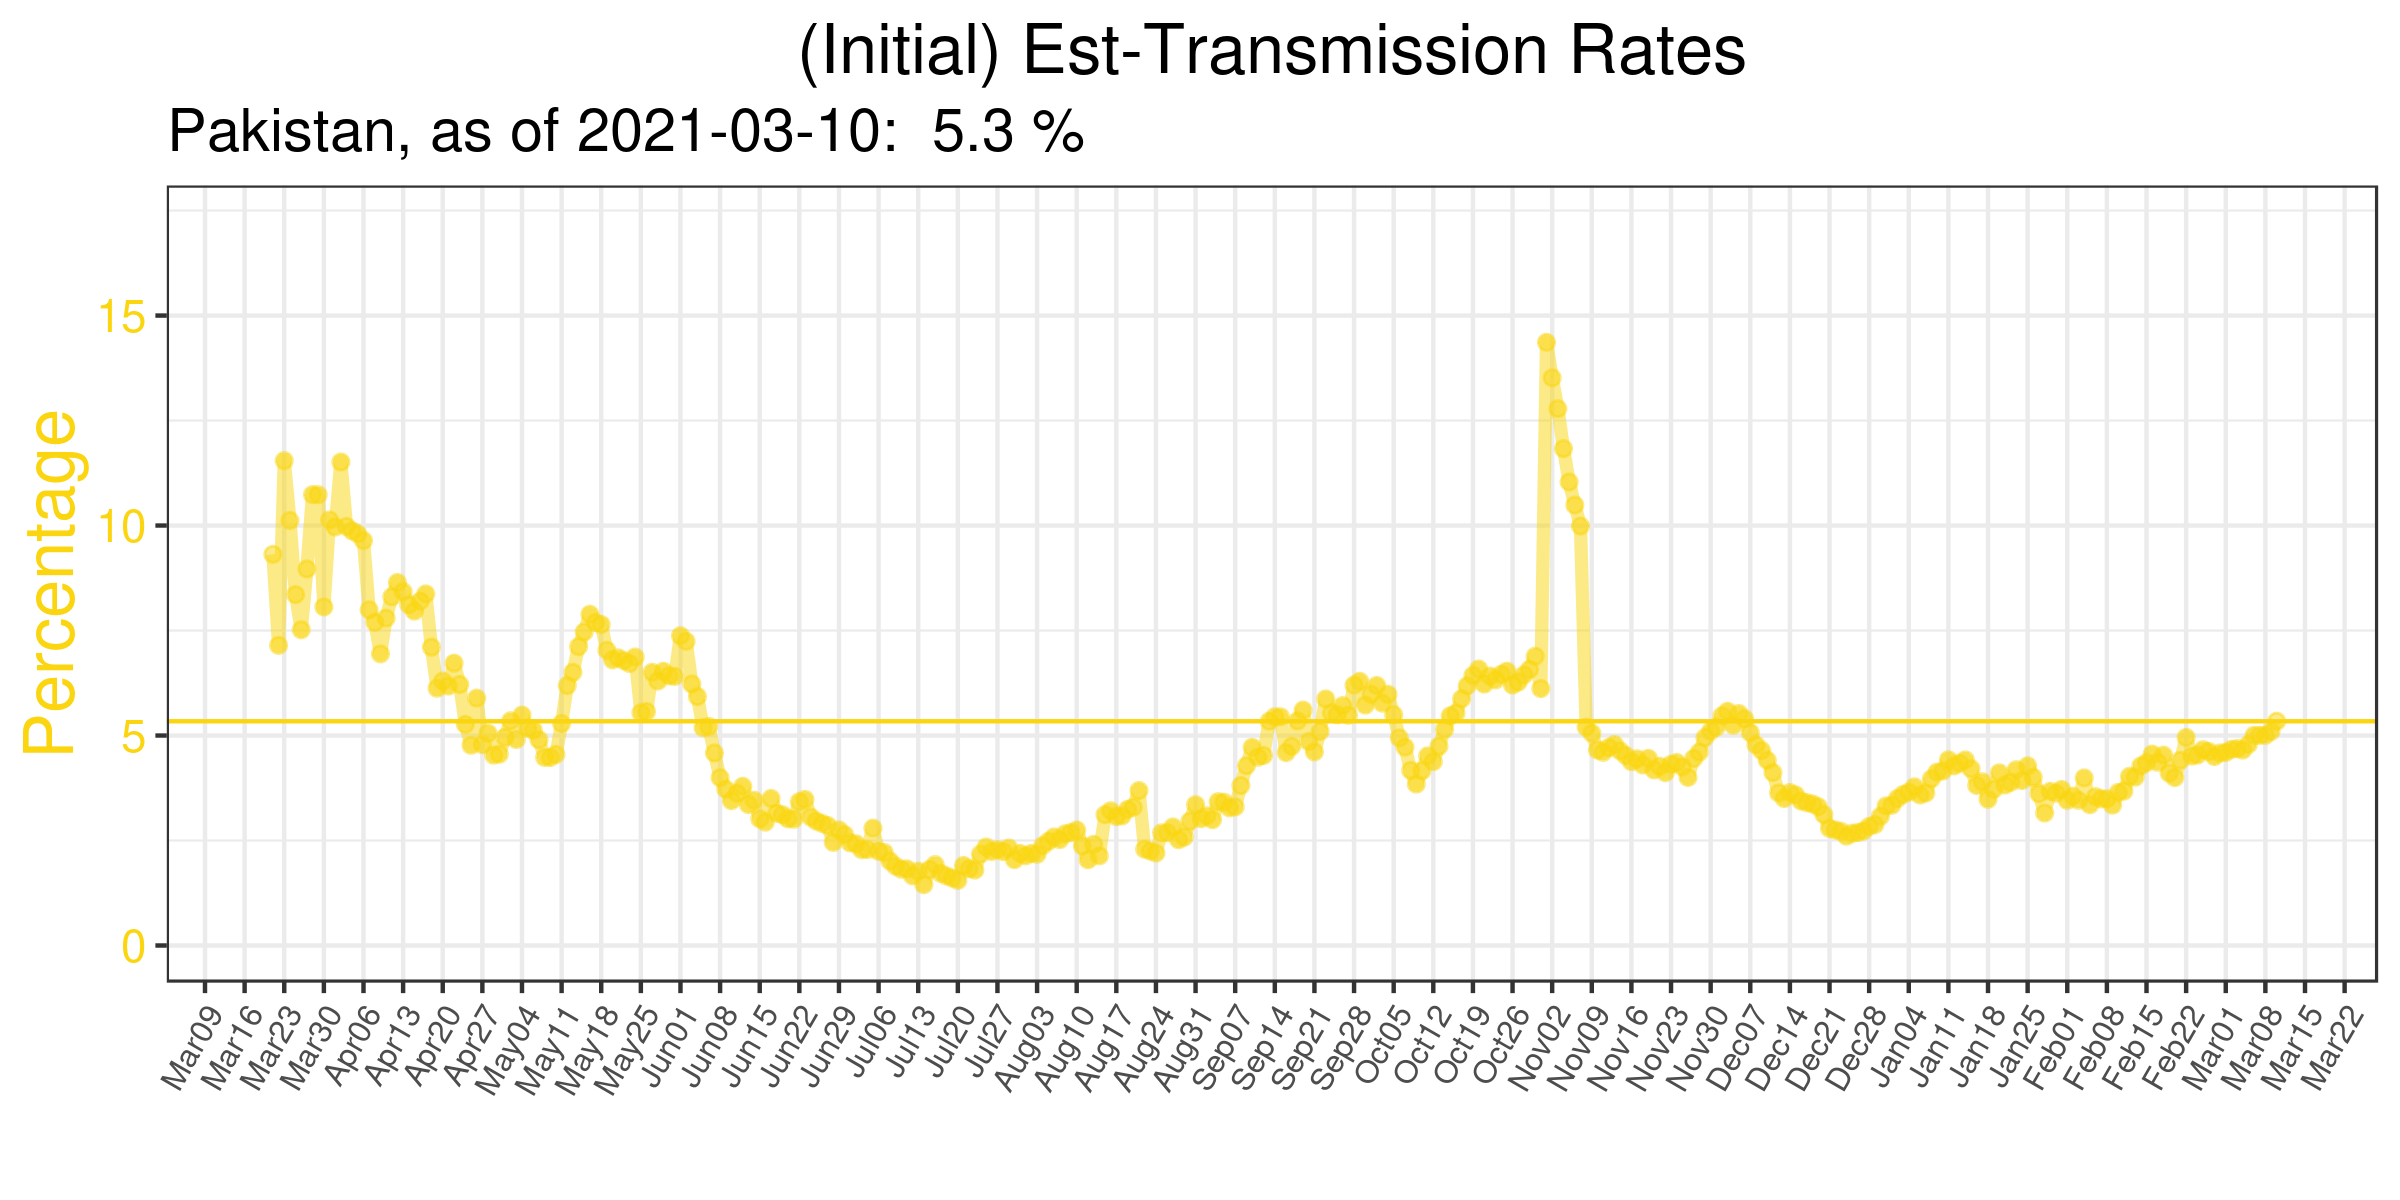 (Initial) Est-Transmission Rates
Pakistan, as of 2021-03-10:  5.3 %
Percentage
15
10
5
0
Mar09
Mar16
Mar23
Mar30
Apr06
Apr13
Apr20
Apr27
May04
May11
May18
May25
Jun01
Jun08
Jun15
Jun22
Jun29
Jul06
Jul13
Jul20
Jul27
Aug03
Aug10
Aug17
Aug24
Aug31
Sep07
Sep14
Sep21
Sep28
Oct05
Oct12
Oct19
Oct26
Nov02
Nov09
Nov16
Nov23
Nov30
Dec07
Dec14
Dec21
Dec28
Jan04
Jan11
Jan18
Jan25
Feb01
Feb08
Feb15
Feb22
Mar01
Mar08
Mar15
Mar22